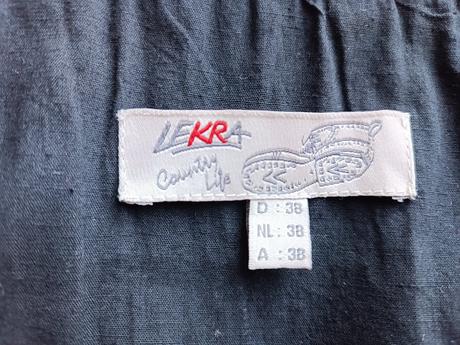 LEKRA
Country
Life
D : 38
NL : 38
A : 38